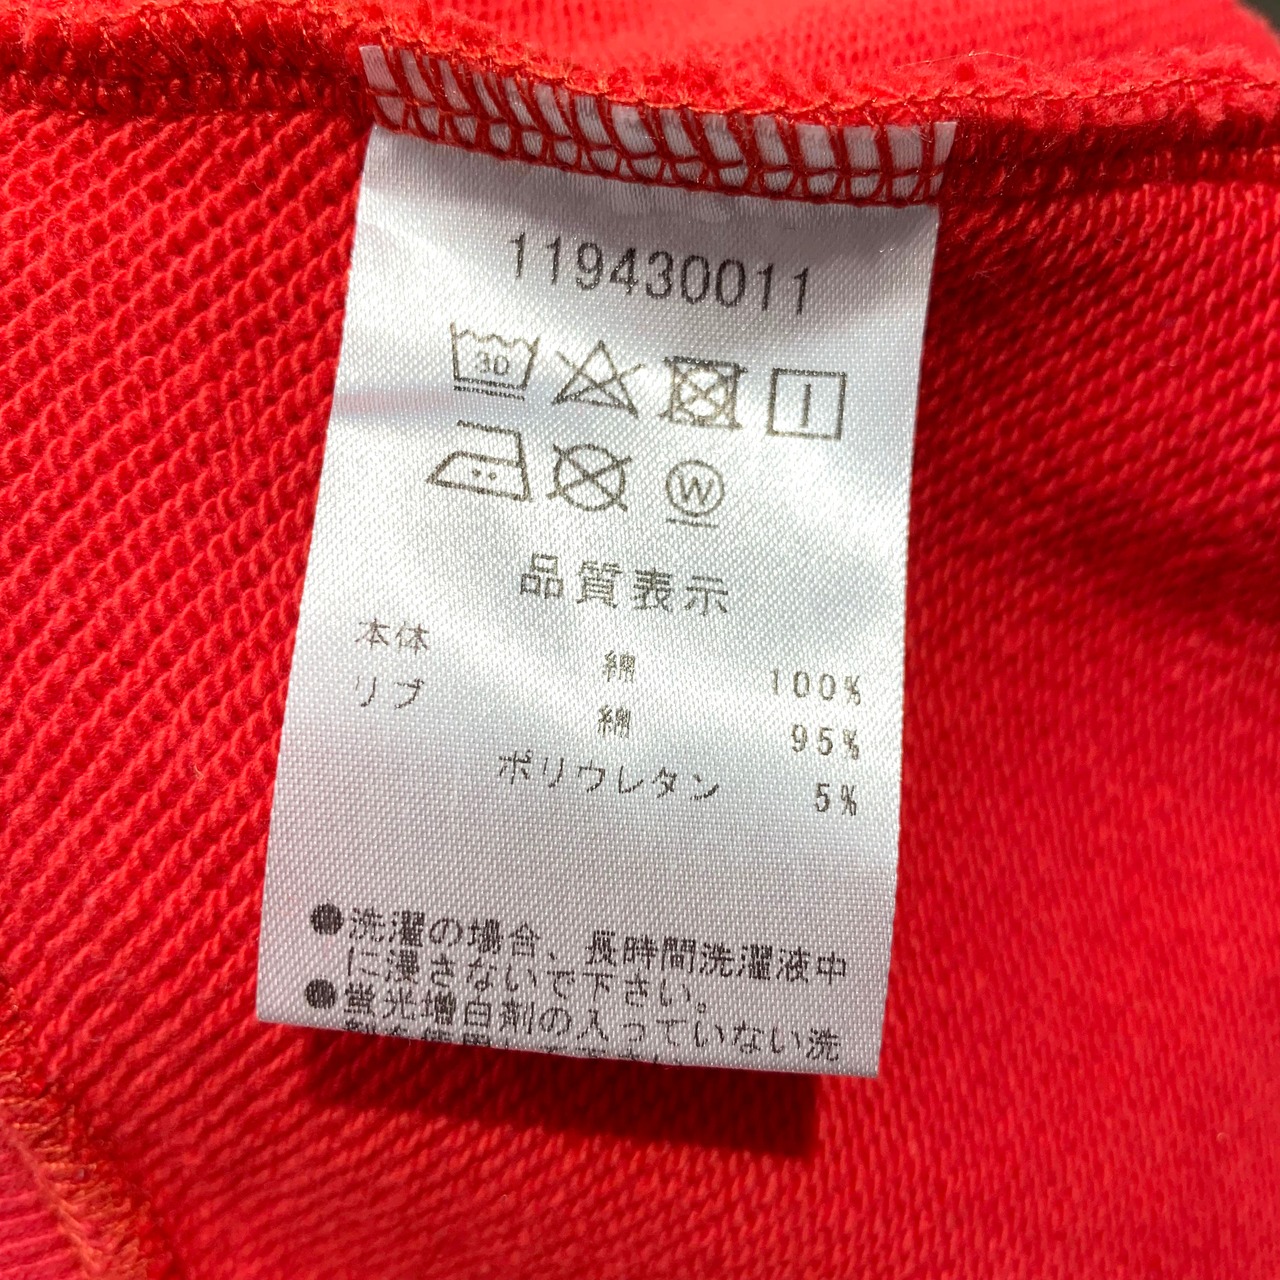 119430011
30
W
品質表示
本体 綿 100%
リブ 綿 95%
ポリウレタン 5%
●洗濯の場合、長時間洗濯液中
に浸さないで下さい。
●蛍光増白剤の入っていない洗